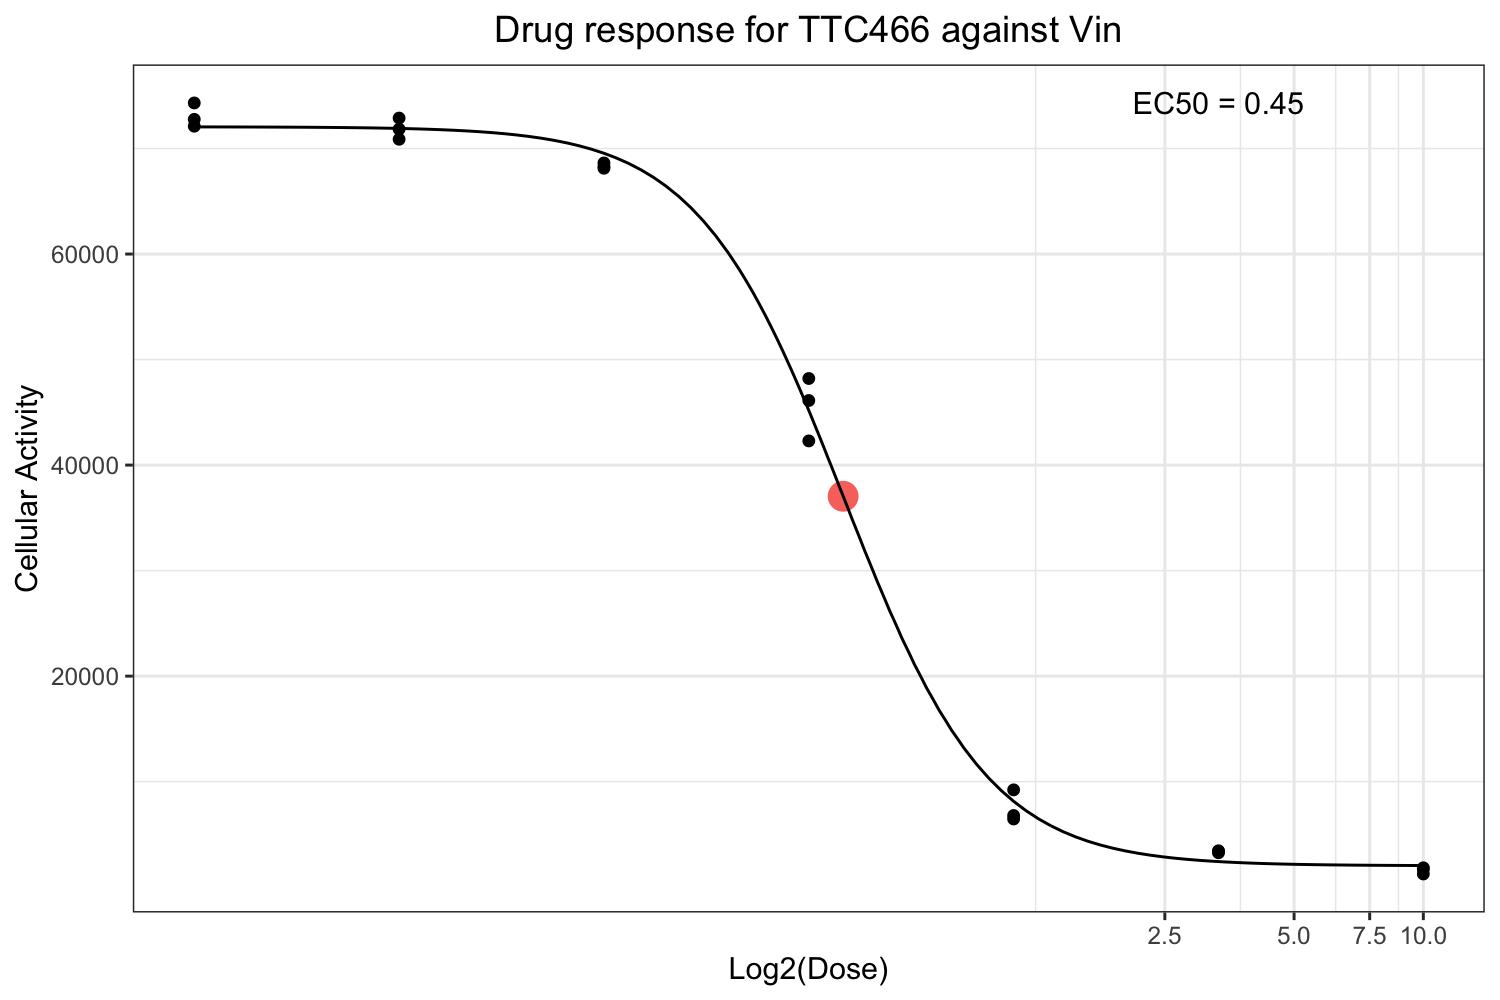 Drug response for TTC466 against Vin
EC50 = 0.45
Cellular Activity
60000
40000
20000
2.5 5.0 7.5 10.0
Log2(Dose)